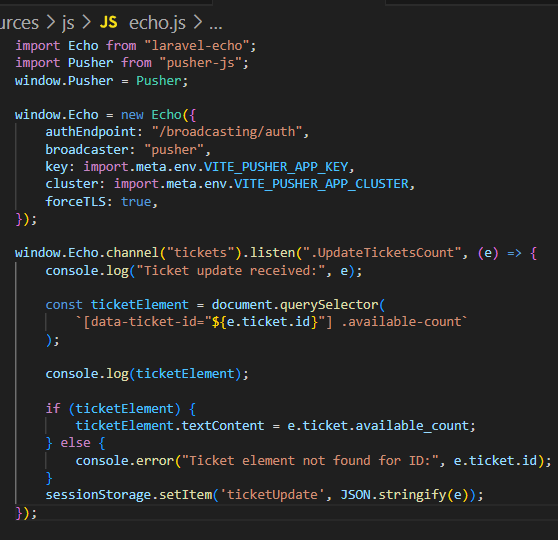 urces > js > JS echo.js > ...
import Echo from "laravel-echo";
import Pusher from "pusher-js";
window.Pusher = Pusher;
window.Echo = new Echo({
    authEndpoint: "/broadcasting/auth",
    broadcaster: "pusher",
    key: import.meta.env.VITE_PUSHER_APP_KEY,
    cluster: import.meta.env.VITE_PUSHER_APP_CLUSTER,
    forceTLS: true,
});
window.Echo.channel("tickets").listen(".UpdateTicketsCount", (e) => {
    console.log("Ticket update received:", e);
    const ticketElement = document.querySelector(
        `[data-ticket-id="${e.ticket.id}"] .available-count`
    );
    console.log(ticketElement);
    if (ticketElement) {
        ticketElement.textContent = e.ticket.available_count;
    } else {
        console.error("Ticket element not found for ID:", e.ticket.id);
    }
    sessionStorage.setItem('ticketUpdate', JSON.stringify(e));
});